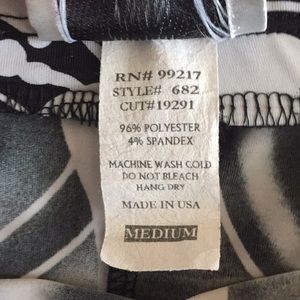 RN# 99217
STYLE# 682
CUT#19291
96% POLYESTER
4% SPANDEX
MACHINE WASH COLD
DO NOT BLEACH
HANG DRY
MADE IN USA
MEDIUM